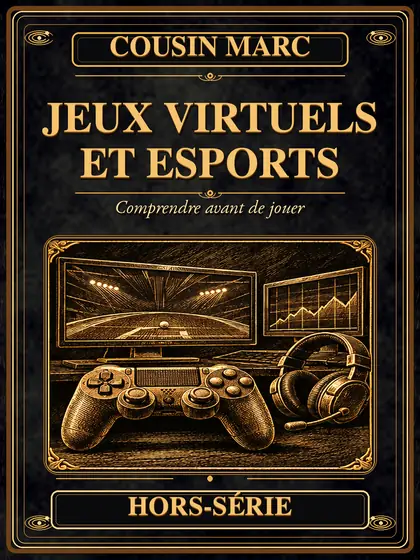 COUSIN MARC
JEUX VIRTUELS
ET ESPORTS
Comprendre avant de jouer
HORS-SÉRIE